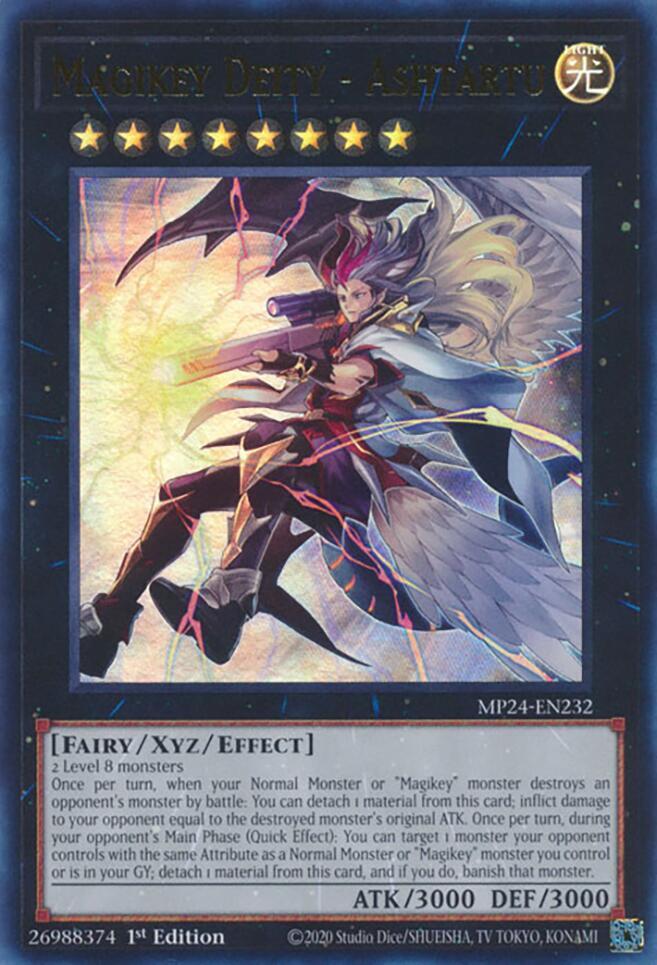 MAGIKEY DEITY - ASHTARTU
LIGHT
光
MP24-EN232
[FAIRY/XYZ/EFFECT]
2 Level 8 monsters
Once per turn, when your Normal Monster or "Magikey" monster destroys an
opponent's monster by battle: You can detach 1 material from this card; inflict damage
to your opponent equal to the destroyed monster's original ATK. Once per turn, during
your opponent's Main Phase (Quick Effect): You can target 1 monster your opponent
controls with the same Attribute as a Normal Monster or "Magikey" monster you control
or is in your GY; detach 1 material from this card, and if you do, banish that monster.
ATK/3000 DEF/3000
26988374 1st Edition
©2020 Studio Dice/SHUEISHA, TV TOKYO, KONAMI